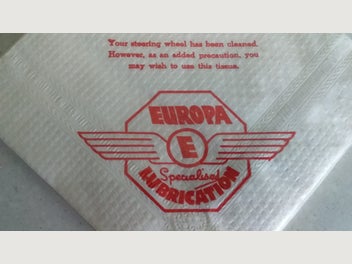 Your steering wheel has been cleaned.
However, as an added precaution, you
may wish to use this tissue.
EUROPA
E
Specialised
LUBRICATION